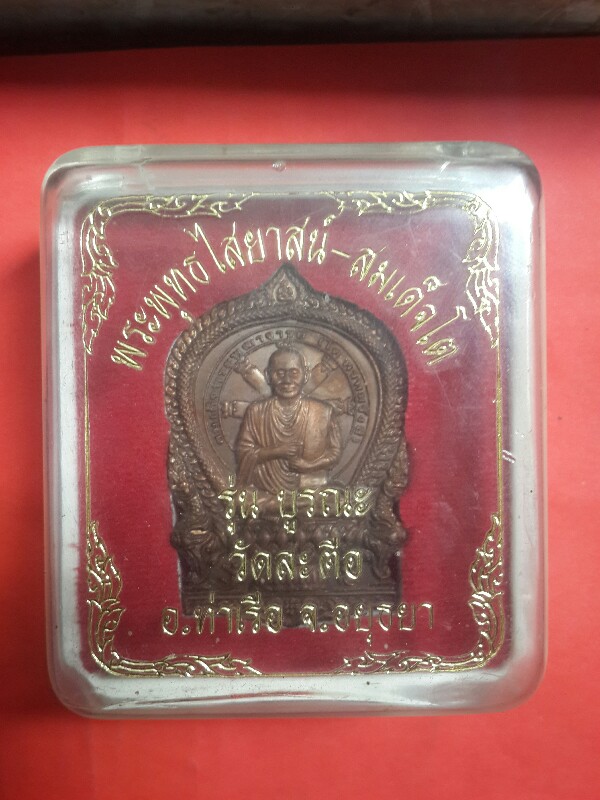 พระพุทธไสยาสน์-สมเด็จโต
รุ่น บูรณะ
วัดสะตือ
อ.ท่าเรือ จ.อยุธยา